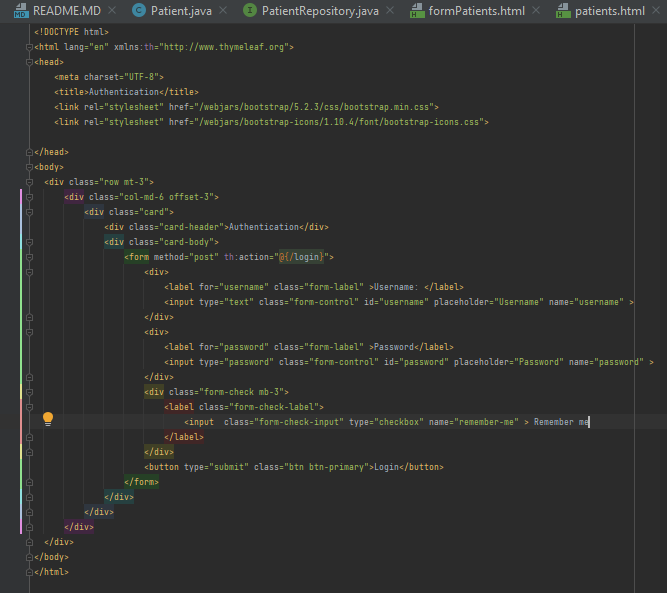 README.MD × Patient.java × PatientRepository.java × formPatients.html × patients.html ×
<!DOCTYPE html>
<html lang="en" xmlns:th="http://www.thymeleaf.org">
<head>
    <meta charset="UTF-8">
    <title>Authentication</title>
    <link rel="stylesheet" href="/webjars/bootstrap/5.2.3/css/bootstrap.min.css">
    <link rel="stylesheet" href="/webjars/bootstrap-icons/1.10.4/font/bootstrap-icons.css">
</head>
<body>
  <div class="row mt-3">
      <div class="col-md-6 offset-3">
          <div class="card">
              <div class="card-header">Authentication</div>
              <div class="card-body">
                  <form method="post" th:action="@{/login}">
                      <div>
                          <label for="username" class="form-label" >Username: </label>
                          <input type="text" class="form-control" id="username" placeholder="Username" name="username" >
                      </div>
                      <div>
                          <label for="password" class="form-label" >Password</label>
                          <input type="password" class="form-control" id="password" placeholder="Password" name="password" >
                      </div>
                      <div class="form-check mb-3">
                          <label class="form-check-label">
                              <input  class="form-check-input" type="checkbox" name="remember-me" > Remember me
                          </label>
                      </div>
                      <button type="submit" class="btn btn-primary">Login</button>
                  </form>
              </div>
          </div>
      </div>
  </div>
</body>
</html>